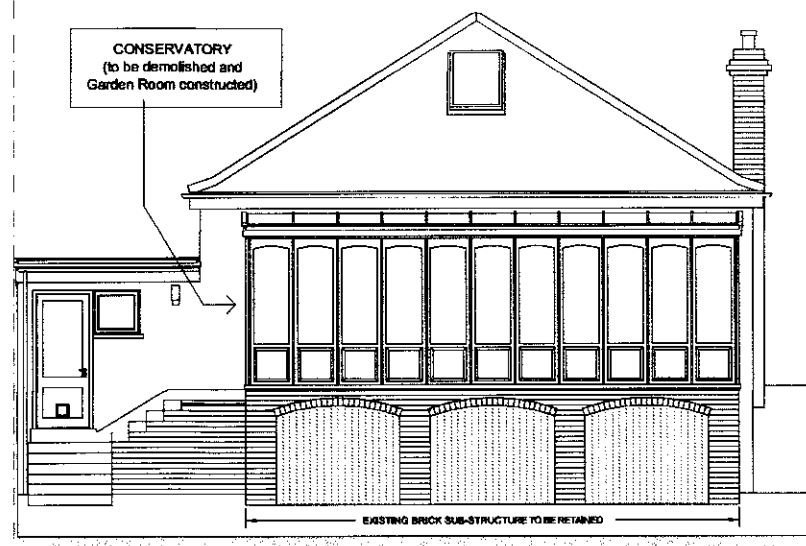 CONSERVATORY
(to be demolished and
Garden Room constructed)
EXISTING BRICK SUB-STRUCTURE TO BE RETAINED